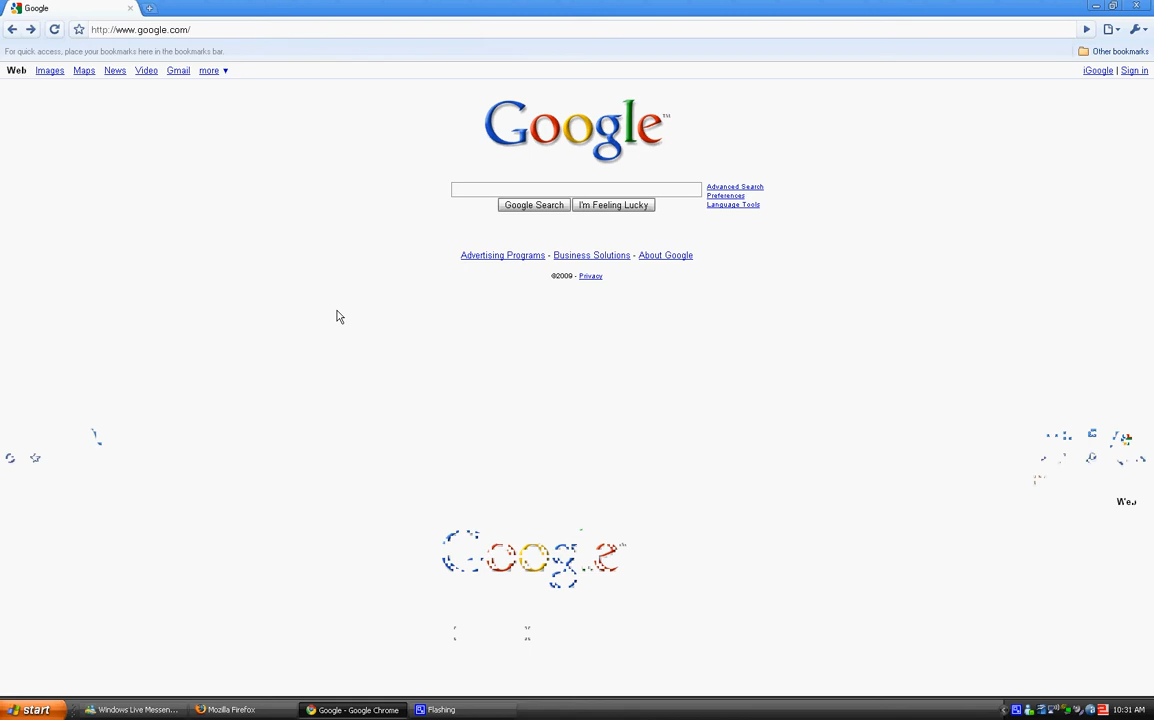 Google
http://www.google.com/
For quick access, place your bookmarks here in the bookmarks bar.
Other bookmarks
Web Images Maps News Video Gmail more ▼
iGoogle | Sign in
Google™
Advanced Search
Preferences
Language Tools
Google Search I'm Feeling Lucky
Advertising Programs - Business Solutions - About Google
©2009 - Privacy
Web
Google™
start Windows Live Messen... Mozilla Firefox Google - Google Chrome Flashing 10:31 AM